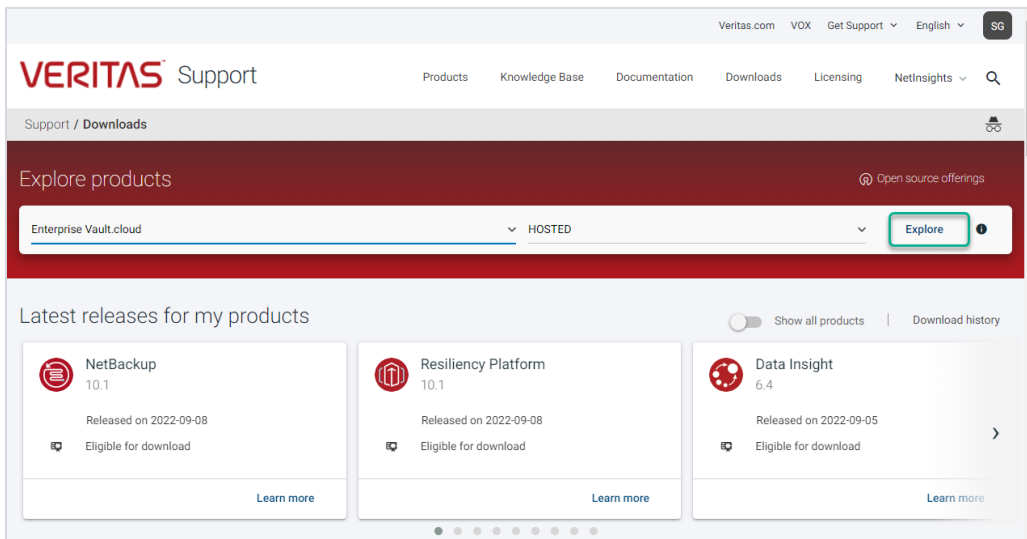 Veritas.com VOX Get Support English SG
VERITAS™ Support
Products Knowledge Base Documentation Downloads Licensing NetInsights
Support / Downloads
Explore products
Open source offerings
Enterprise Vault.cloud HOSTED Explore
Latest releases for my products
Show all products | Download history
NetBackup
10.1
Released on 2022-09-08
Eligible for download
Learn more
Resiliency Platform
10.1
Released on 2022-09-08
Eligible for download
Learn more
Data Insight
6.4
Released on 2022-09-05
Eligible for download
Learn more